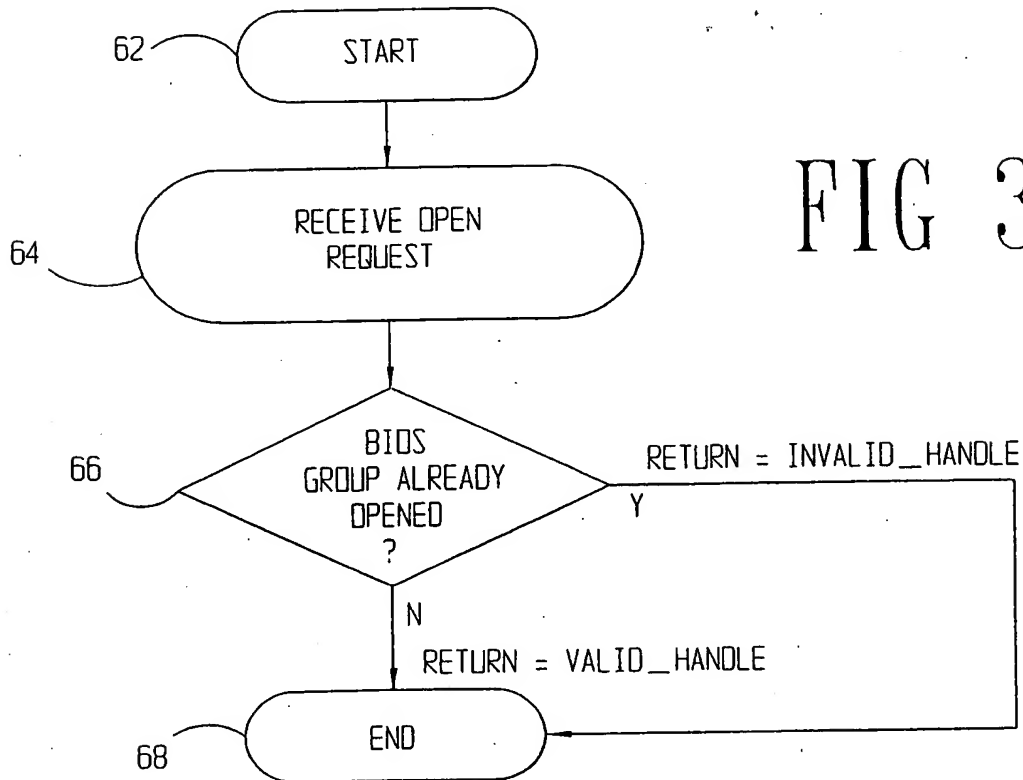 62
START
FIG 3
64
RECEIVE OPEN
REQUEST
66
BIOS
GROUP ALREADY
OPENED
?
RETURN = INVALID_HANDLE
Y
N
RETURN = VALID_HANDLE
68
END